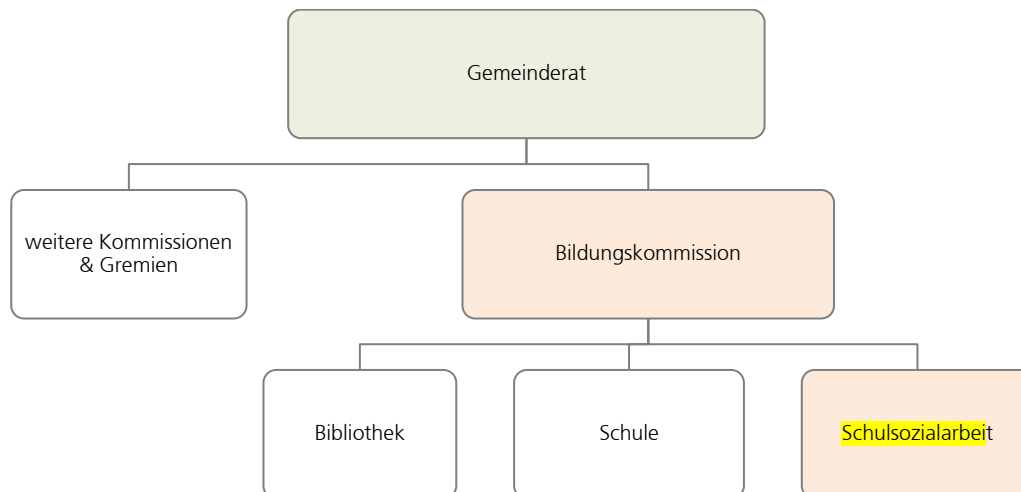 Gemeinderat
weitere Kommissionen
& Gremien
Bildungskommission
Bibliothek
Schule
Schulsozialarbeit